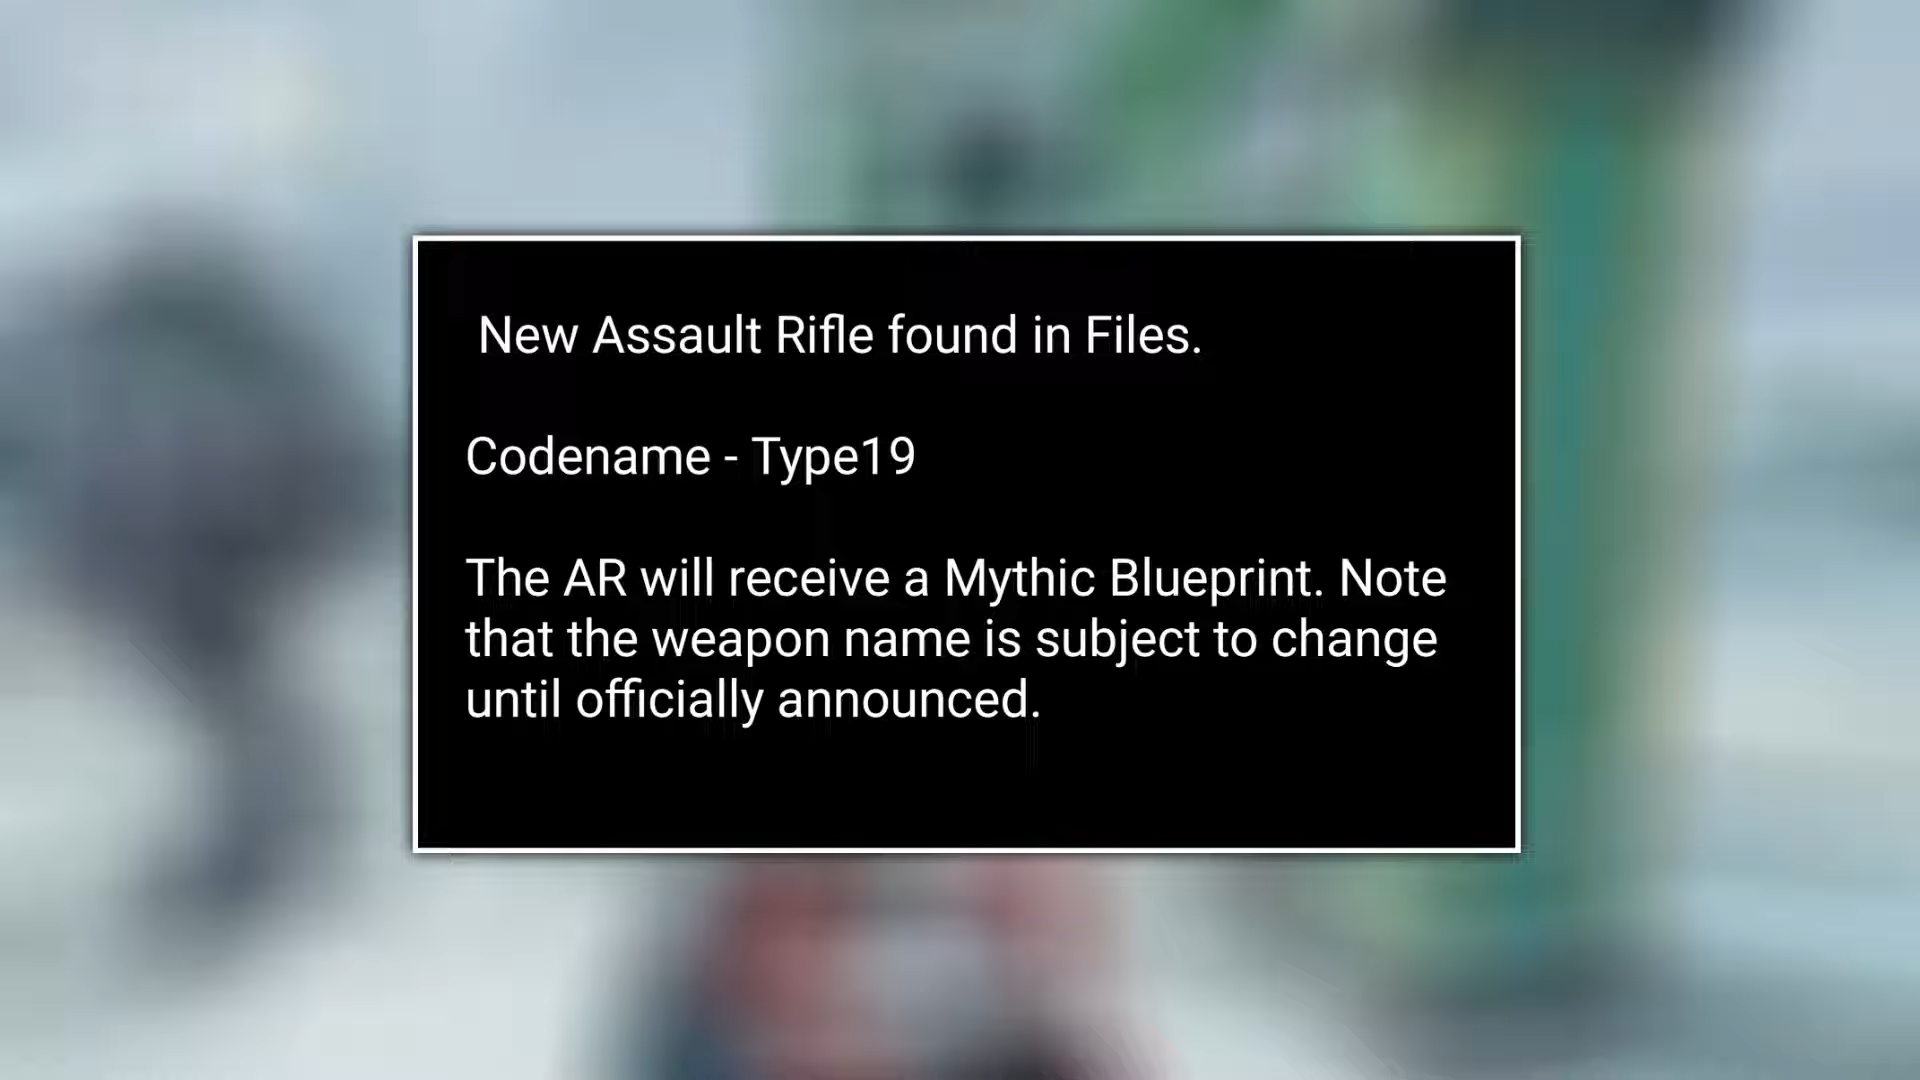 New Assault Rifle found in Files.
Codename - Type19
The AR will receive a Mythic Blueprint. Note
that the weapon name is subject to change
until officially announced.